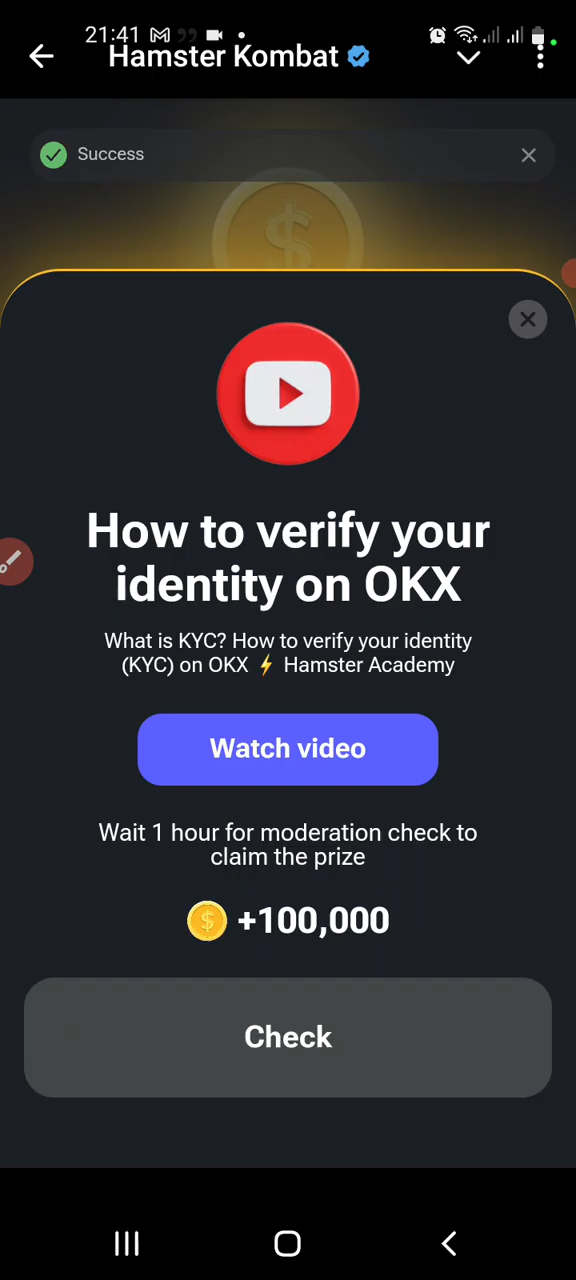 21:41
Hamster Kombat
Success
How to verify your
identity on OKX
What is KYC? How to verify your identity
(KYC) on OKX ⚡ Hamster Academy
Watch video
Wait 1 hour for moderation check to
claim the prize
+100,000
Check